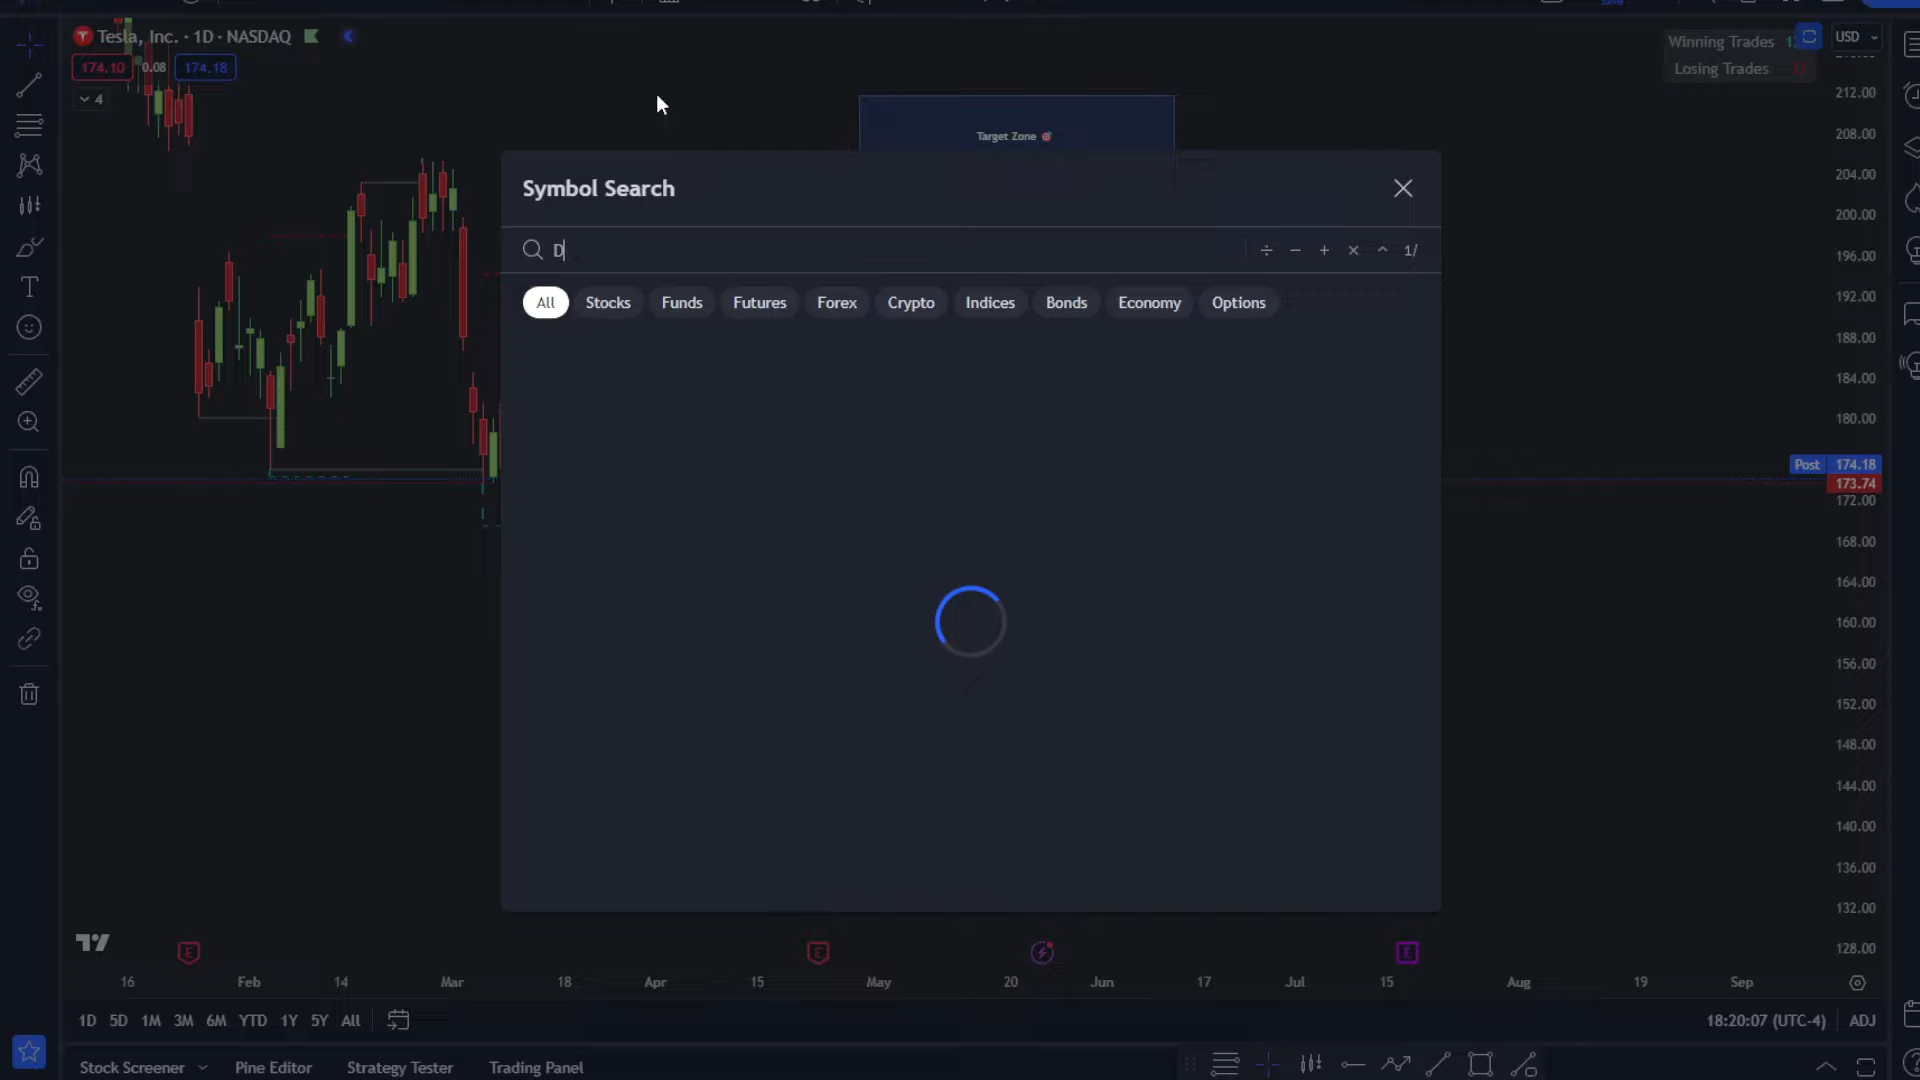 Tesla, Inc. · 1D · NASDAQ
174.10 0.08 174.18
4
Winning Trades
Losing Trades
USD
Target Zone
Symbol Search
D
÷ − + × ^ 1/
All Stocks Funds Futures Forex Crypto Indices Bonds Economy Options
212.00
208.00
204.00
200.00
196.00
192.00
188.00
184.00
180.00
Post 174.18
173.74
172.00
168.00
164.00
160.00
156.00
152.00
148.00
144.00
140.00
136.00
132.00
128.00
E E E
16 Feb 14 Mar 18 Apr 15 May 20 Jun 17 Jul 15 Aug 19 Sep
1D 5D 1M 3M 6M YTD 1Y 5Y All
18:20:07 (UTC-4) ADJ
Stock Screener Pine Editor Strategy Tester Trading Panel